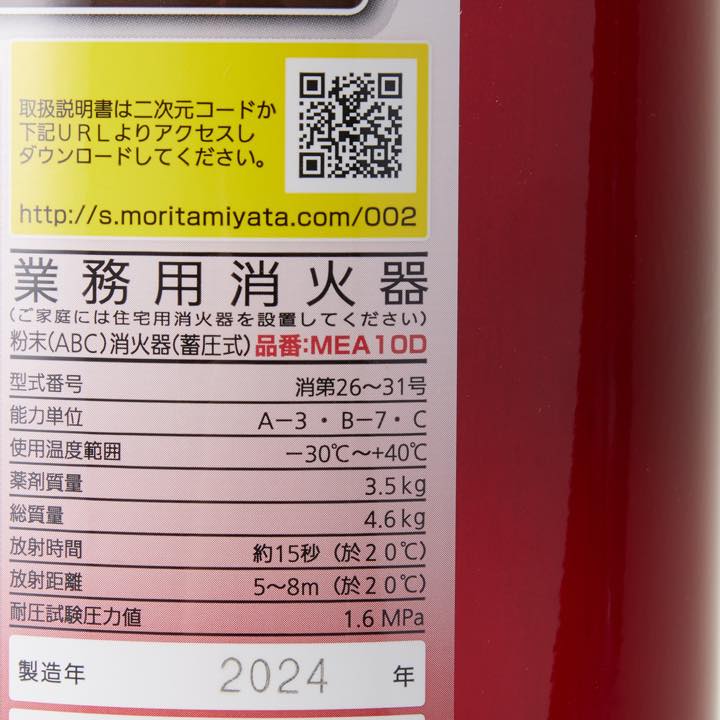 取扱説明書は二次元コードか
下記URLよりアクセスし
ダウンロードしてください。
http://s.moritamiyata.com/002
業務用消火器
(ご家庭には住宅用消火器を設置してください)
粉末(ABC)消火器(蓄圧式) 品番:MEA10D
型式番号 消第26～31号
能力単位 A－3・B－7・C
使用温度範囲 －30℃～+40℃
薬剤質量 3.5kg
総質量 4.6kg
放射時間 約15秒（於20℃）
放射距離 5～8m（於20℃）
耐圧試験圧力値 1.6 MPa
製造年 2024 年